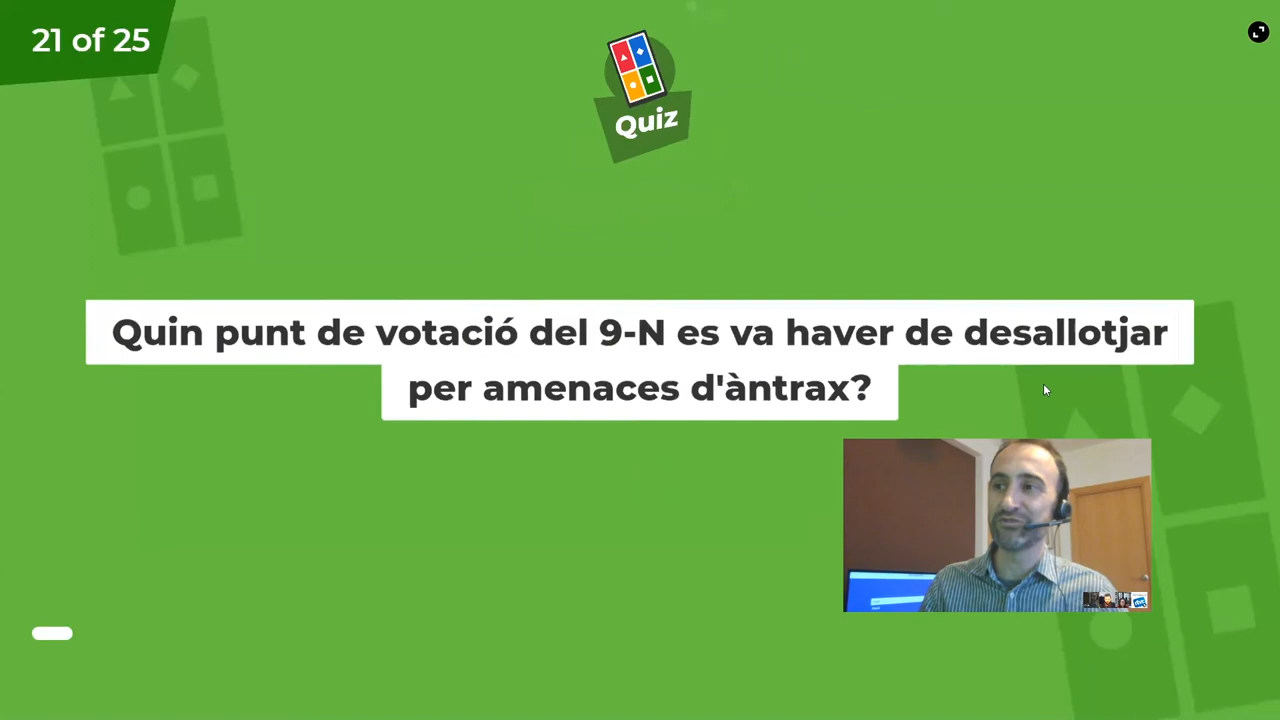 21 of 25
Quiz
Quin punt de votació del 9-N es va haver de desallotjar
per amenaces d'àntrax?